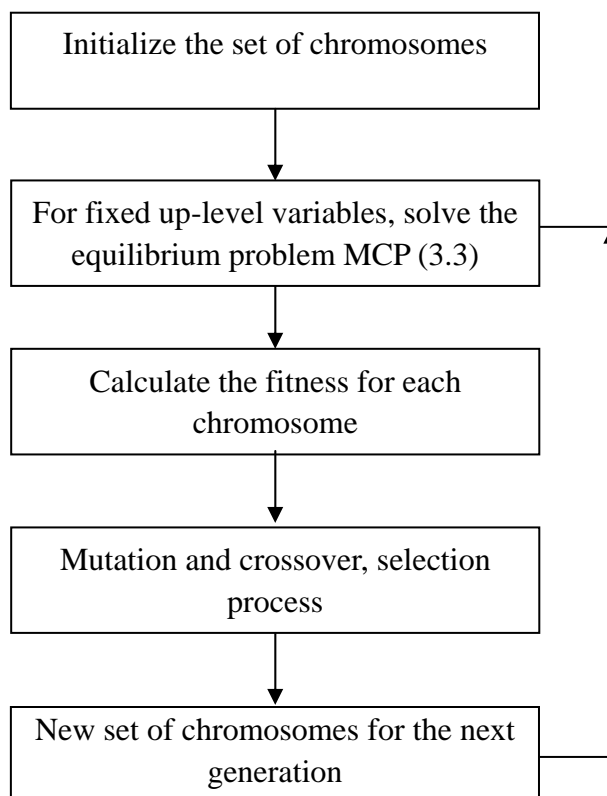 Initialize the set of chromosomes
For fixed up-level variables, solve the
equilibrium problem MCP (3.3)
Calculate the fitness for each
chromosome
Mutation and crossover, selection
process
New set of chromosomes for the next
generation